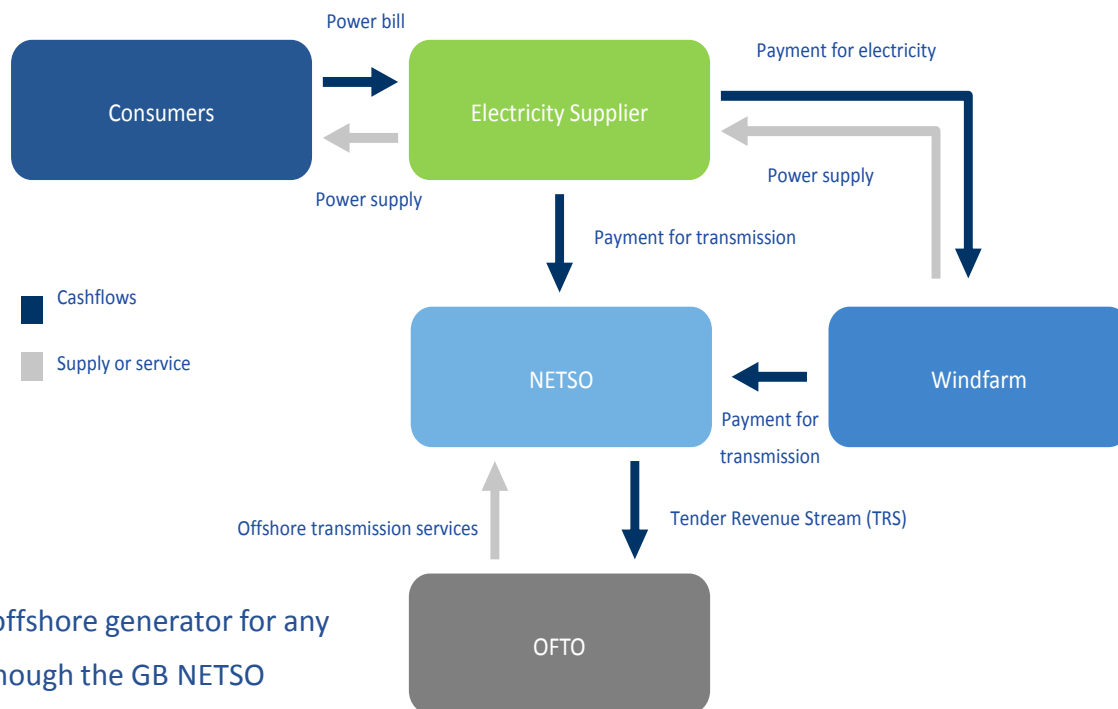 Power bill
Payment for electricity
Consumers
Electricity Supplier
Power supply
Power supply
Payment for transmission
Cashflows
Supply or service
NETSO
Windfarm
Payment for
transmission
Offshore transmission services
Tender Revenue Stream (TRS)
offshore generator for any
hough the GB NETSO
OFTO